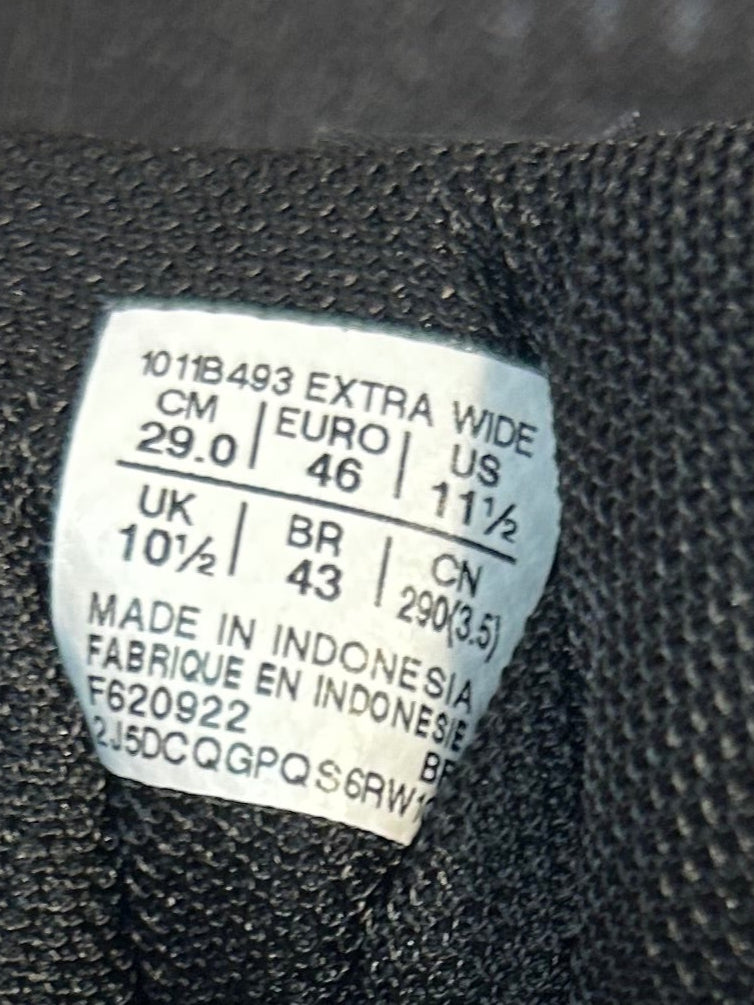 1011B493 EXTRA WIDE
CM | EURO | US
29.0 | 46 | 11½
UK | BR | CN
10½ | 43 | 290(3.5)
MADE IN INDONESIA
FABRIQUE EN INDONESIE
F620922